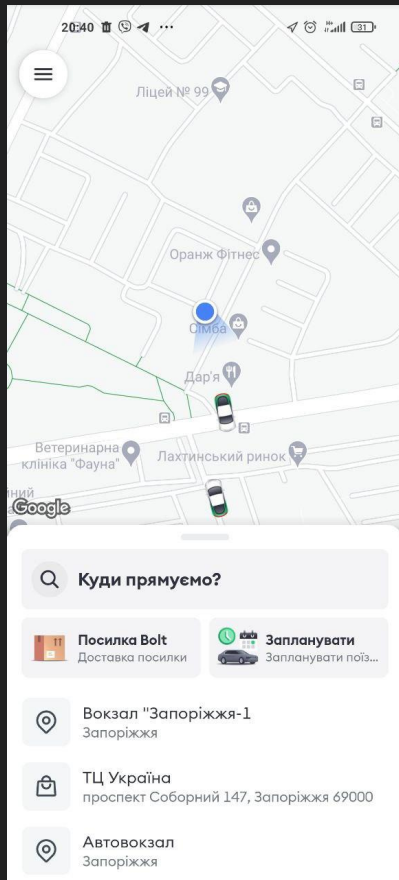 20:40
31
Ліцей № 99
Оранж Фітнес
Сімба
Дар'я
Ветеринарна
клініка "Фауна"
Лахтинський ринок
ний
Google
Куди прямуємо?
Посилка Bolt
Доставка посилки
Запланувати
Запланувати поїз...
Вокзал "Запоріжжя-1
Запоріжжя
ТЦ Україна
проспект Соборний 147, Запоріжжя 69000
Автовокзал
Запоріжжя